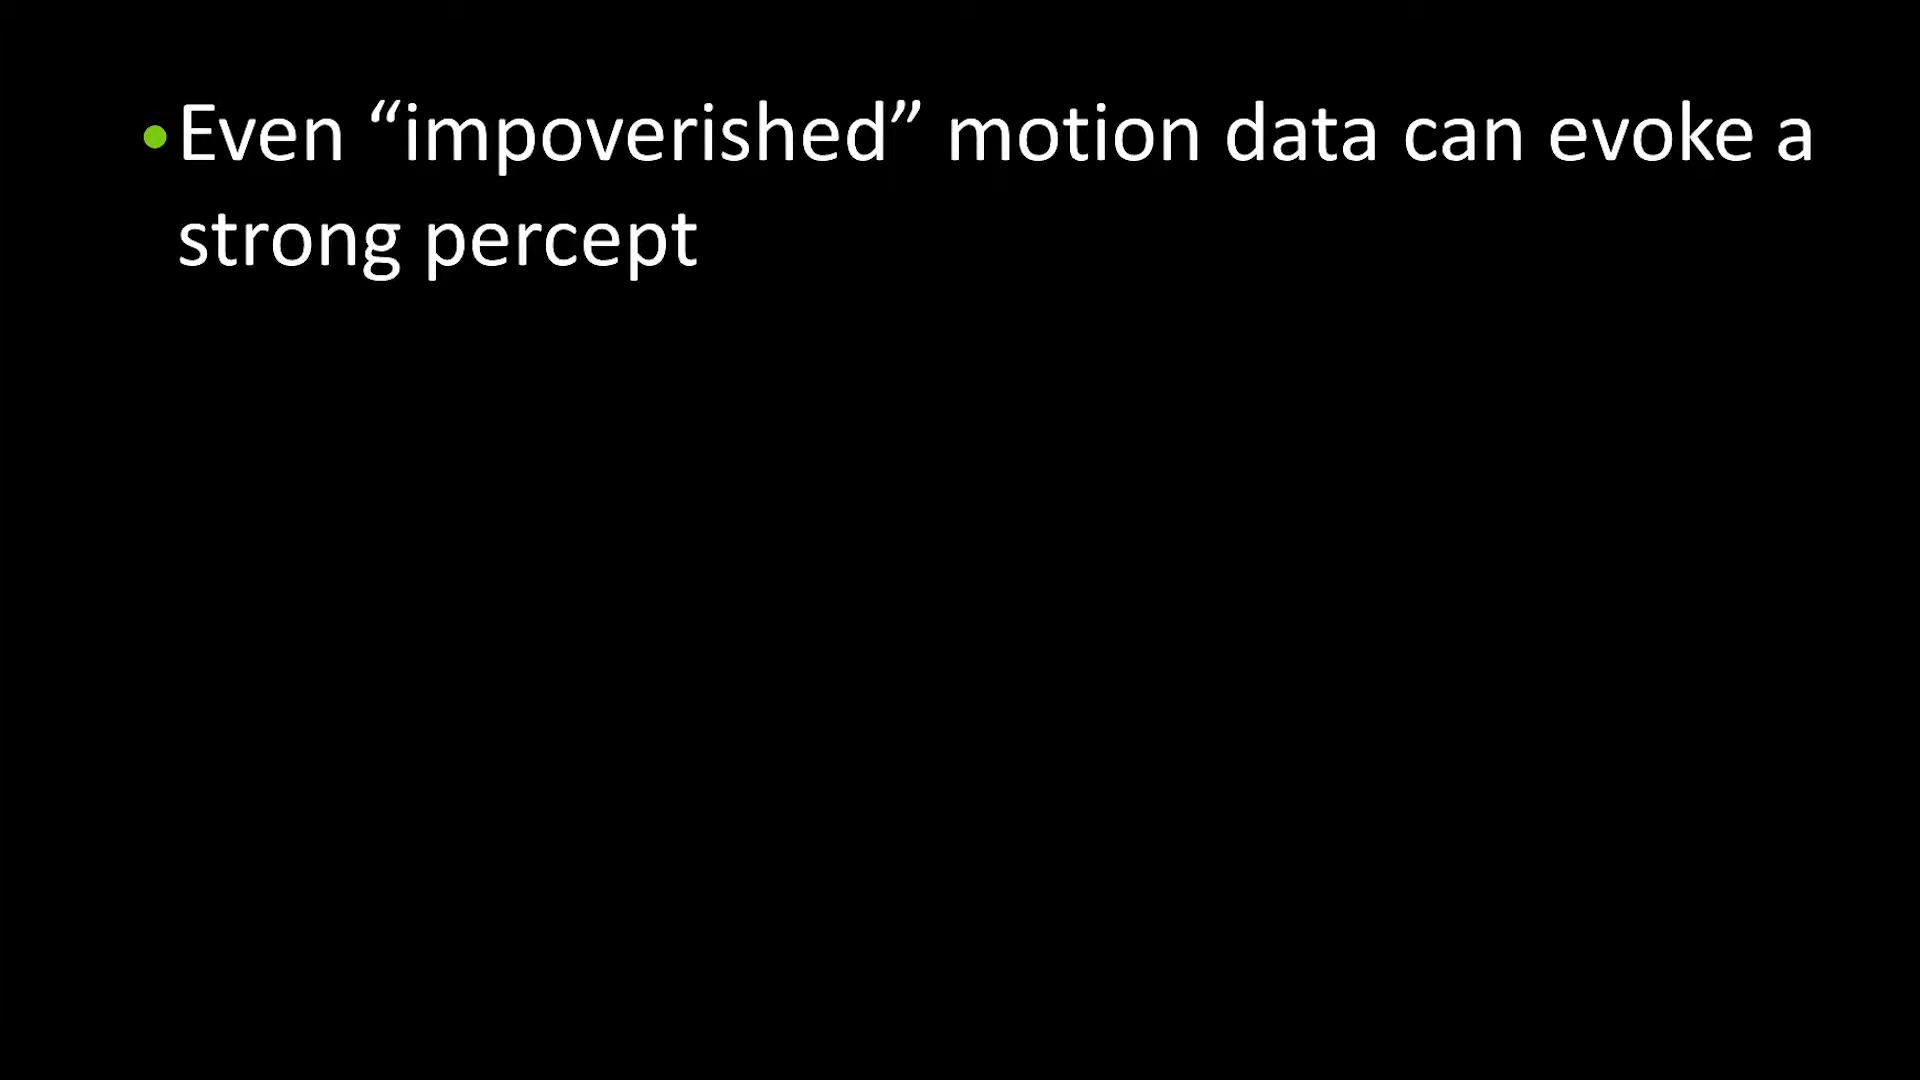 •Even “impoverished” motion data can evoke a
strong percept